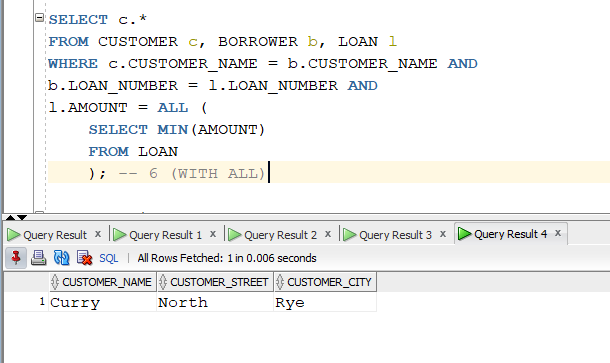 SELECT c.*
FROM CUSTOMER c, BORROWER b, LOAN l
WHERE c.CUSTOMER_NAME = b.CUSTOMER_NAME AND
b.LOAN_NUMBER = l.LOAN_NUMBER AND
l.AMOUNT = ALL (
    SELECT MIN(AMOUNT)
    FROM LOAN
    ); -- 6 (WITH ALL)
Query Result x Query Result 1 x Query Result 2 x Query Result 3 x Query Result 4 x
SQL | All Rows Fetched: 1 in 0.006 seconds
CUSTOMER_NAME CUSTOMER_STREET CUSTOMER_CITY
1 Curry North Rye